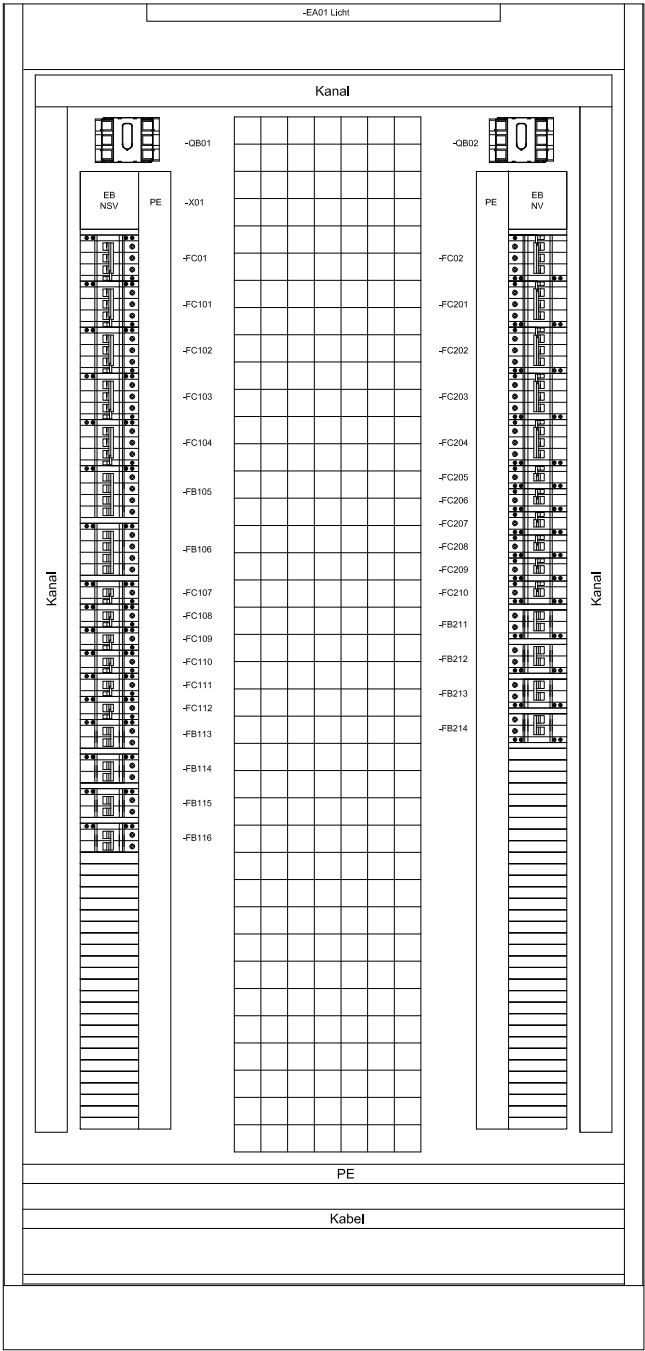 -EA01 Licht
Kanal
-QB01
-QB02
EB
NSV
PE
-X01
PE
EB
NV
-FC01
-FC02
-FC101
-FC201
-FC102
-FC202
-FC103
-FC203
-FC104
-FC204
-FB105
-FC205
-FC206
-FC207
-FB106
-FC208
-FC209
Kanal
Kanal
-FC107
-FC210
-FC108
-FB211
-FC109
-FC110
-FB212
-FC111
-FB213
-FC112
-FB214
-FB113
-FB114
-FB115
-FB116
PE
Kabel